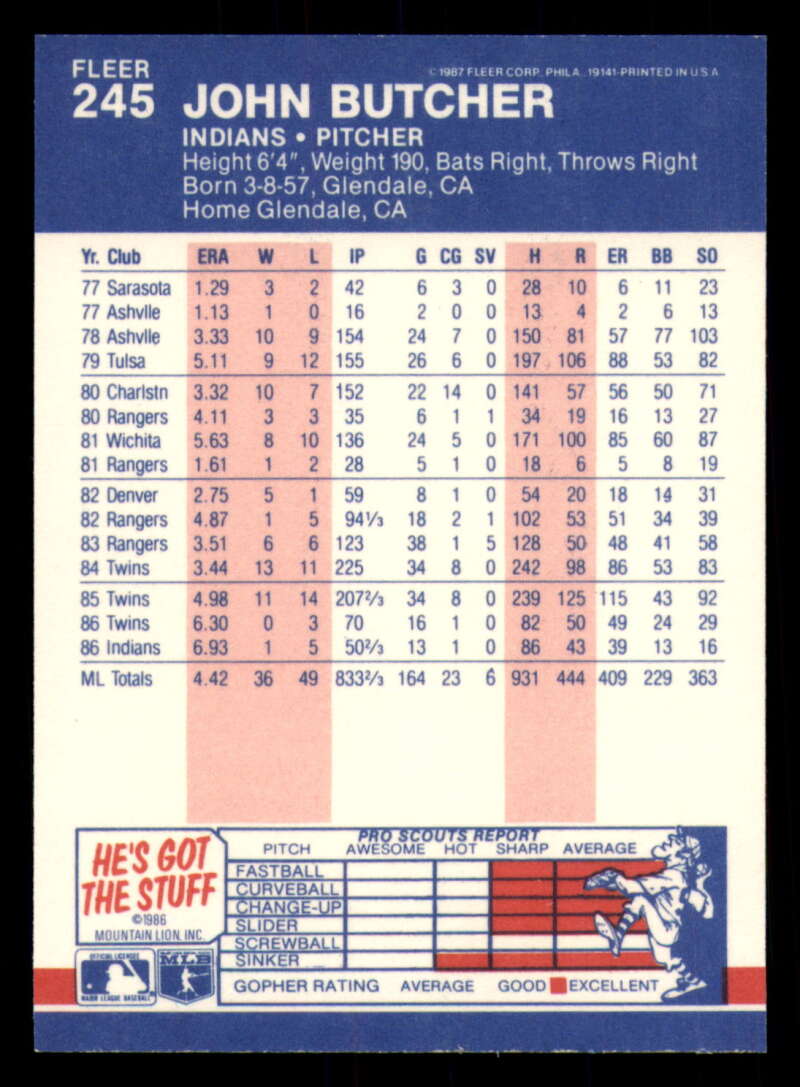 FLEER
© 1987 FLEER CORP. PHILA., 19141-PRINTED IN U S A
245 JOHN BUTCHER
INDIANS • PITCHER
Height 6'4", Weight 190, Bats Right, Throws Right
Born 3-8-57, Glendale, CA
Home Glendale, CA
Yr. Club ERA W L IP G CG SV H R ER BB SO
77 Sarasota 1.29 3 2 42 6 3 0 28 10 6 11 23
77 Ashvlle 1.13 1 0 16 2 0 0 13 4 2 6 13
78 Ashvlle 3.33 10 9 154 24 7 0 150 81 57 77 103
79 Tulsa 5.11 9 12 155 26 6 0 197 106 88 53 82
80 Charlstn 3.32 10 7 152 22 14 0 141 57 56 50 71
80 Rangers 4.11 3 3 35 6 1 1 34 19 16 13 27
81 Wichita 5.63 8 10 136 24 5 0 171 100 85 60 87
81 Rangers 1.61 1 2 28 5 1 0 18 6 5 8 19
82 Denver 2.75 5 1 59 8 1 0 54 20 18 14 31
82 Rangers 4.87 1 5 94 1/3 18 2 1 102 53 51 34 39
83 Rangers 3.51 6 6 123 38 1 5 128 50 48 41 58
84 Twins 3.44 13 11 225 34 8 0 242 98 86 53 83
85 Twins 4.98 11 14 207 2/3 34 8 0 239 125 115 43 92
86 Twins 6.30 0 3 70 16 1 0 82 50 49 24 29
86 Indians 6.93 1 5 50 2/3 13 1 0 86 43 39 13 16
ML Totals 4.42 36 49 833 2/3 164 23 6 931 444 409 229 363
HE'S GOT
THE STUFF
©1986
MOUNTAIN LION, INC.
PRO SCOUTS REPORT
PITCH AWESOME HOT SHARP AVERAGE
FASTBALL
CURVEBALL
CHANGE-UP
SLIDER
SCREWBALL
SINKER
GOPHER RATING AVERAGE GOOD EXCELLENT
OFFICIAL LICENSEE
MAJOR LEAGUE BASEBALL
MLB